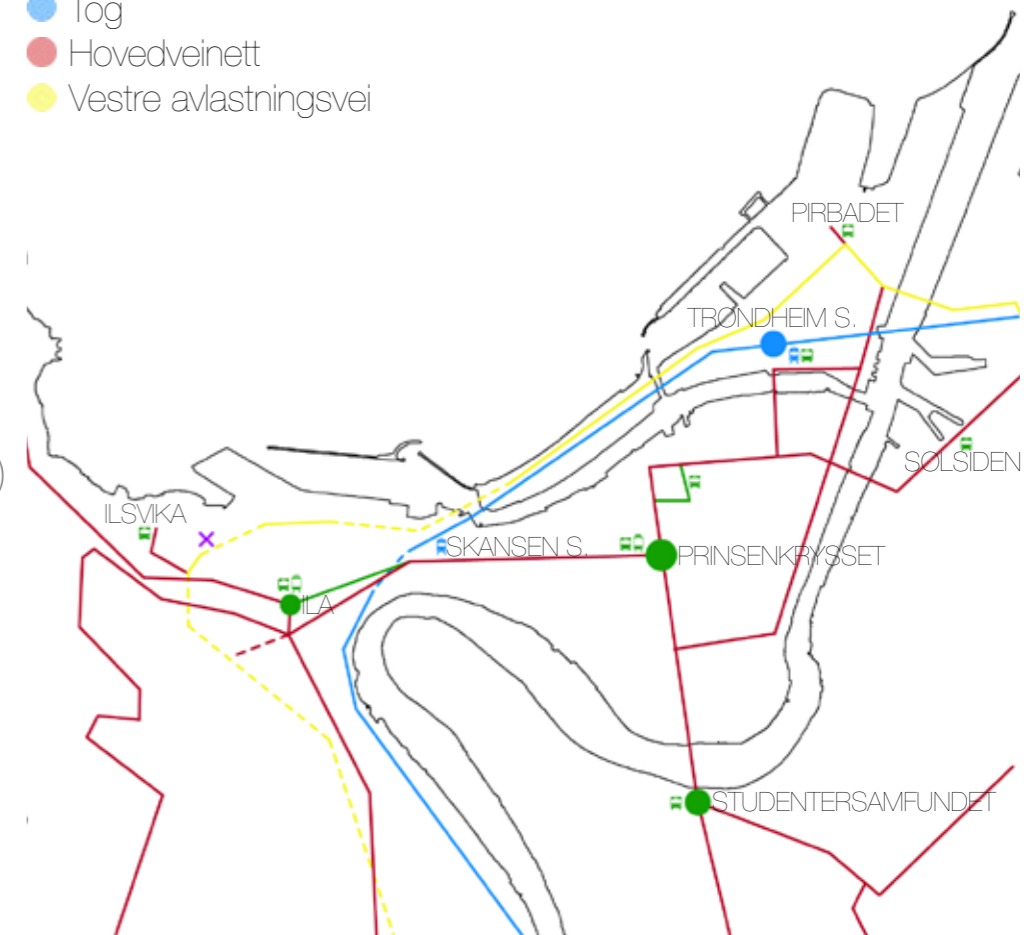 Tog
Hovedveinett
Vestre avlastningsvei
PIRBADET
TRONDHEIM S.
SOLSIDEN
ILSVIKA
SKANSEN S.
PRINSENKRYSSET
ILA
STUDENTERSAMFUNDET